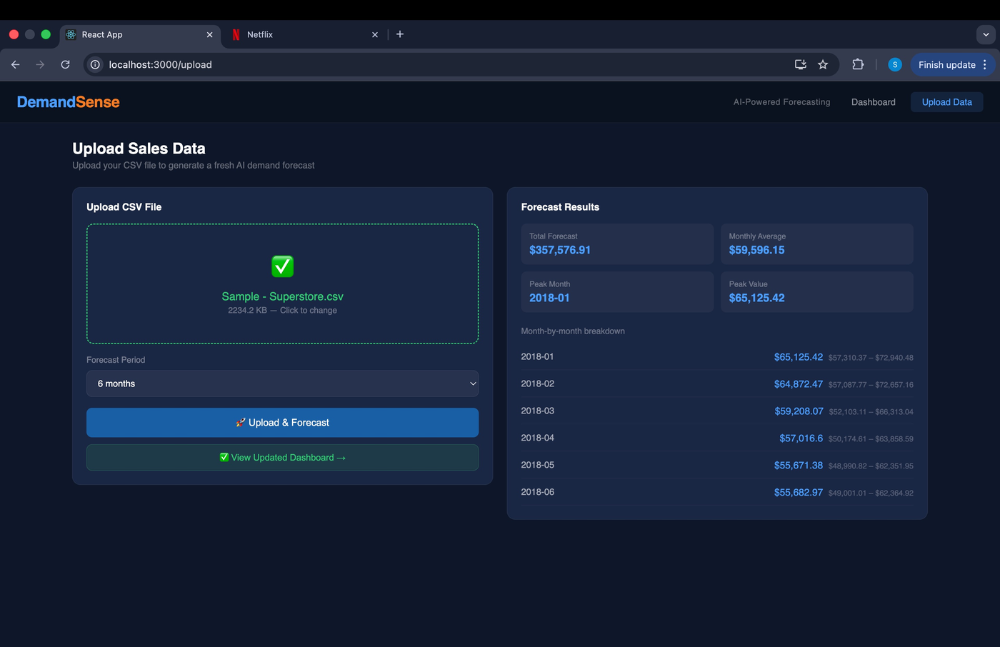 React App
Netflix
localhost:3000/upload
S
Finish update
DemandSense
AI-Powered Forecasting
Dashboard
Upload Data
Upload Sales Data
Upload your CSV file to generate a fresh AI demand forecast
Upload CSV File
Sample - Superstore.csv
2234.2 KB — Click to change
Forecast Period
6 months
🚀 Upload & Forecast
✅ View Updated Dashboard →
Forecast Results
Total Forecast
$357,576.91
Monthly Average
$59,596.15
Peak Month
2018-01
Peak Value
$65,125.42
Month-by-month breakdown
2018-01 $65,125.42 $57,310.37 – $72,940.48
2018-02 $64,872.47 $57,087.77 – $72,657.16
2018-03 $59,208.07 $52,103.11 – $66,313.04
2018-04 $57,016.6 $50,174.61 – $63,858.59
2018-05 $55,671.38 $48,990.82 – $62,351.95
2018-06 $55,682.97 $49,001.01 – $62,364.92